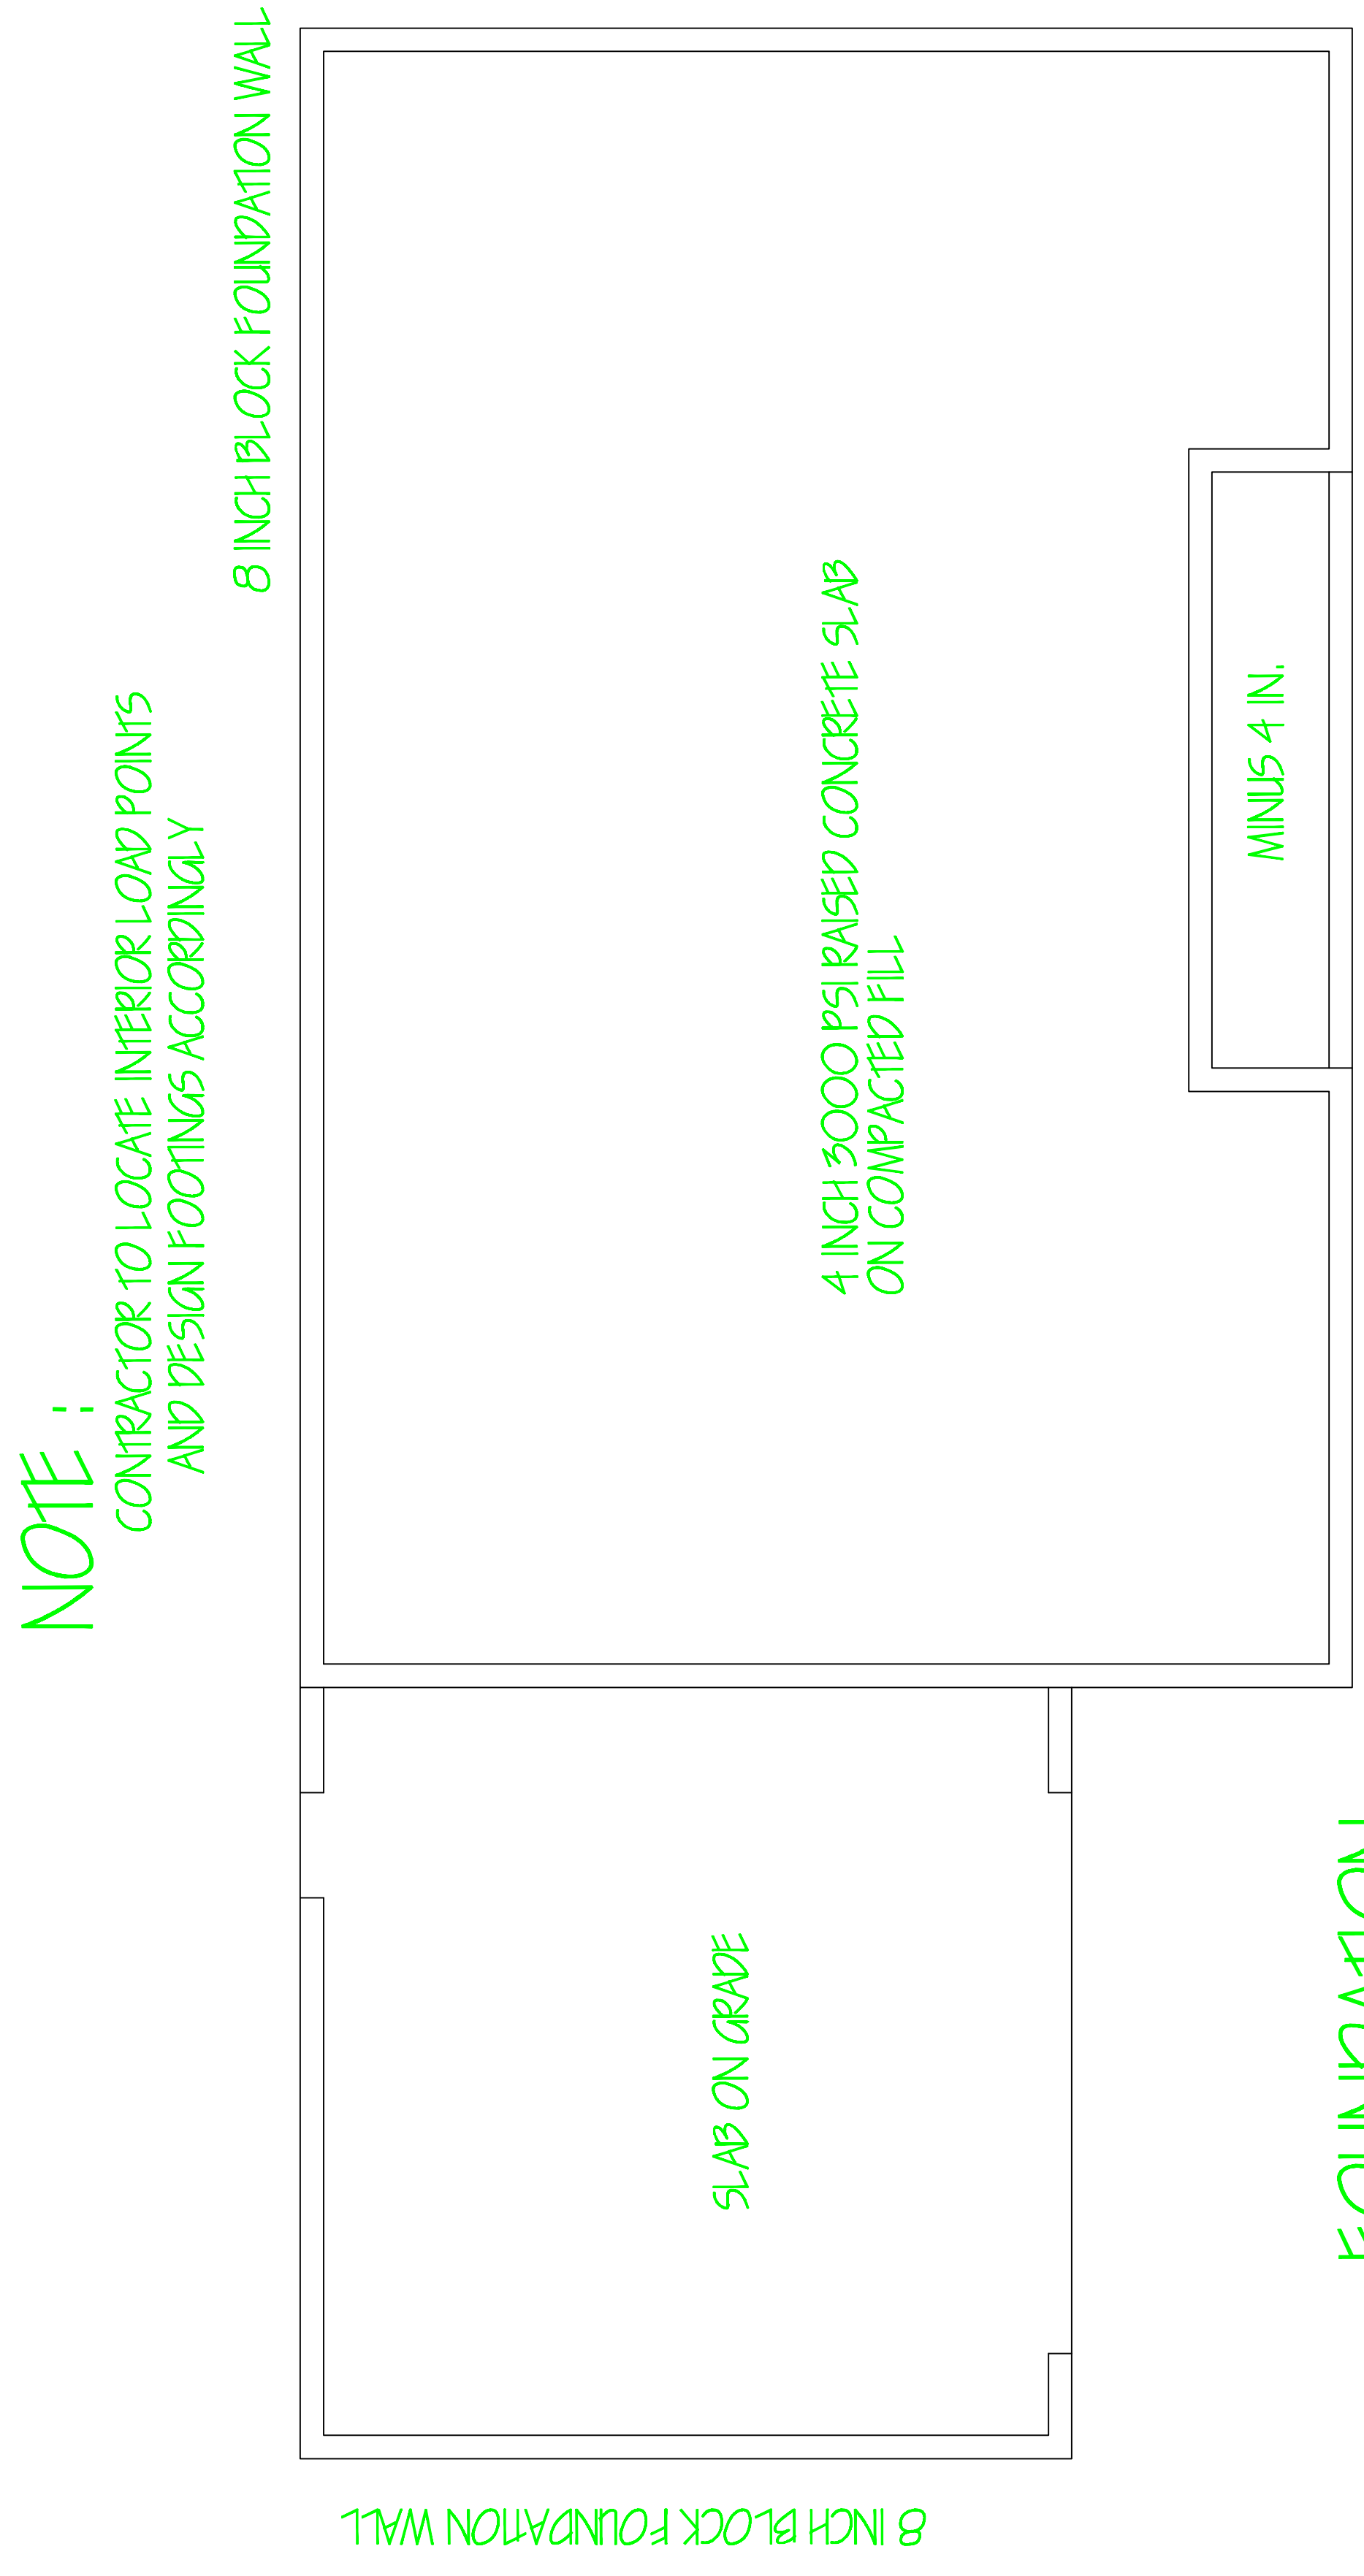 NOTE :
CONTRACTOR TO LOCATE INTERIOR LOAD POINTS
AND DESIGN FOOTINGS ACCORDINGLY
8 INCH BLOCK FOUNDATION WALL
4 INCH 3000 PSI RAISED CONCRETE SLAB
ON COMPACTED FILL
MINUS 4 IN.
SLAB ON GRADE
8 INCH BLOCK FOUNDATION WALL